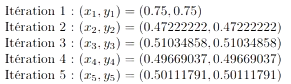 Itération 1 : (x₁, y₁) = (0.75, 0.75)
Itération 2 : (x₂, y₂) = (0.47222222, 0.47222222)
Itération 3 : (x₃, y₃) = (0.51034858, 0.51034858)
Itération 4 : (x₄, y₄) = (0.49669037, 0.49669037)
Itération 5 : (x₅, y₅) = (0.50111791, 0.50111791)